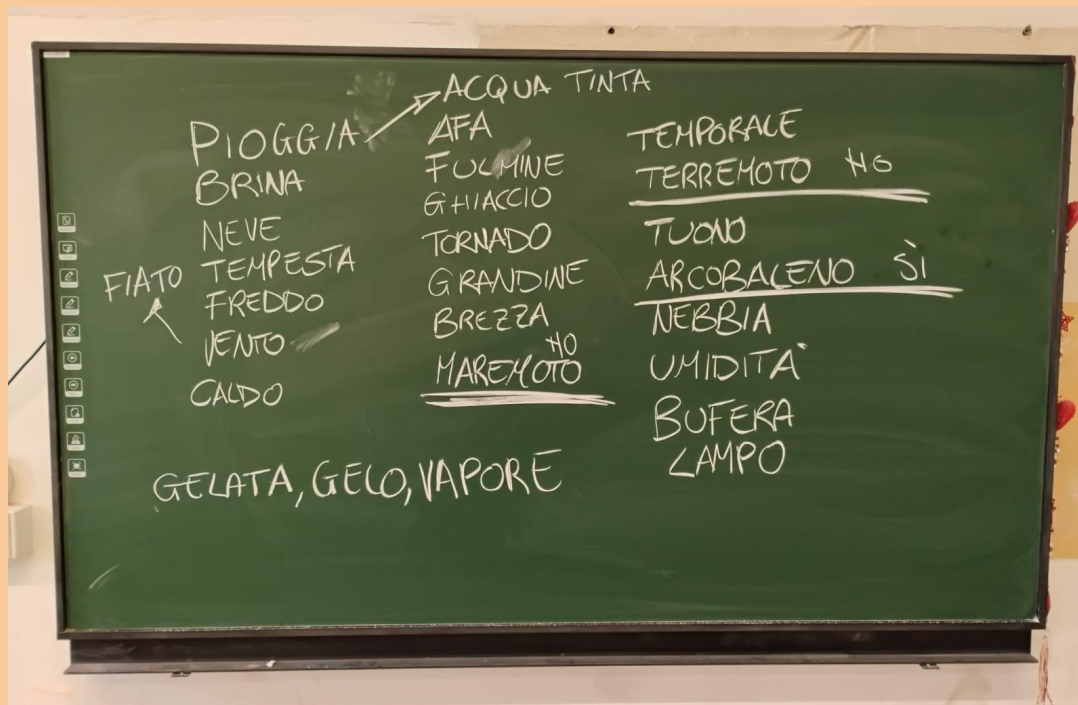 PIOGGIA
BRINA
NEVE
FIATO TEMPESTA
FREDDO
VENTO
CALDO
ACQUA TINTA
AFA
FULMINE
GHIACCIO
TORNADO
GRANDINE
BREZZA
MAREMOTO NO
TEMPORALE
TERREMOTO NO
TUONO
ARCOBALENO SÌ
NEBBIA
UMIDITÀ
BUFERA
LAMPO
GELATA, GELO, VAPORE